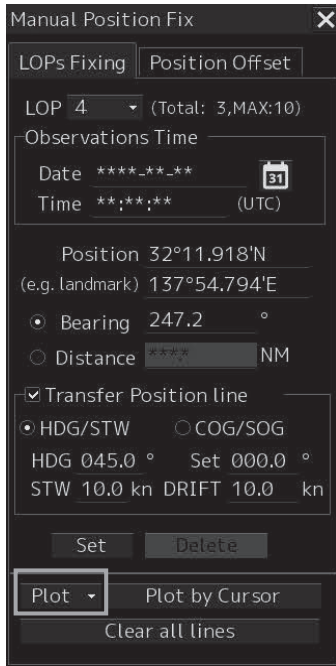 Manual Position Fix
LOPs Fixing Position Offset
LOP 4 (Total: 3,MAX:10)
Observations Time
Date ****-**-** 31
Time **:**:** (UTC)
Position 32°11.918'N
(e.g. landmark) 137°54.794'E
Bearing 247.2 °
Distance **.** NM
Transfer Position line
HDG/STW COG/SOG
HDG 045.0 ° Set 000.0 °
STW 10.0 kn DRIFT 10.0 kn
Set Delete
Plot Plot by Cursor
Clear all lines